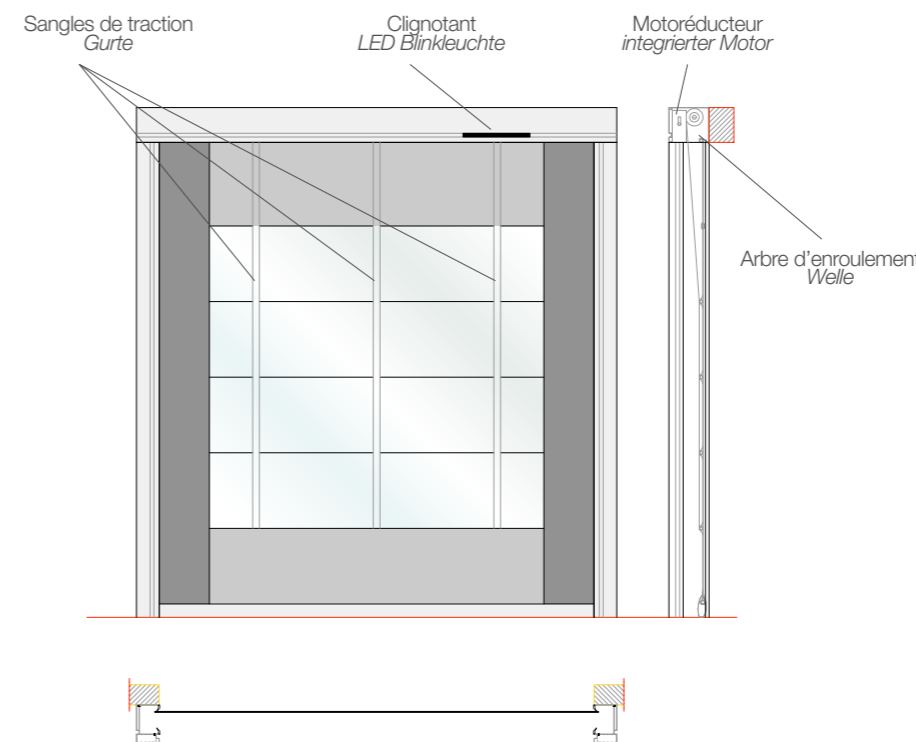 Sangles de traction
Gurte
Clignotant
LED Blinkleuchte
Motoréducteur
integrierter Motor
Arbre d'enroulement
Welle